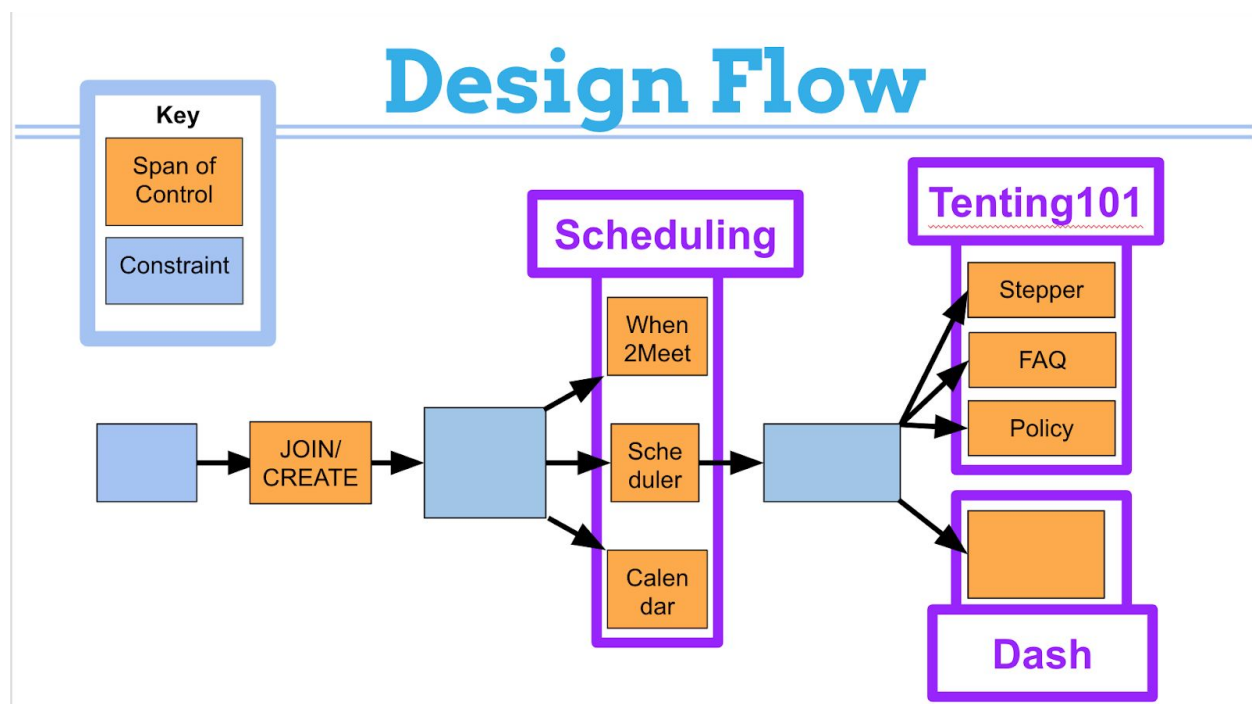 Design Flow
Key
Span of
Control
Constraint
Scheduling
Tenting101
When
2Meet
Stepper
FAQ
Policy
JOIN/
CREATE
Sche
duler
Calen
dar
Dash